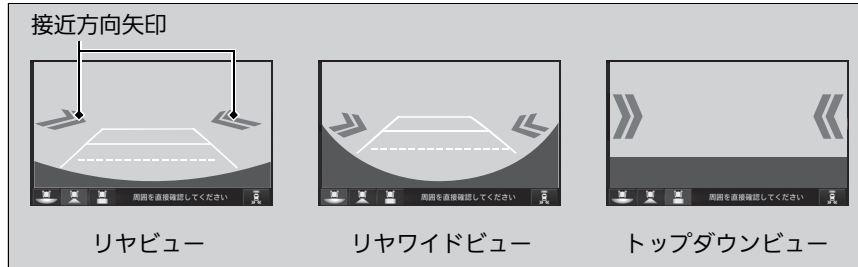 接近方向矢印
周囲を直接確認してください
周囲を直接確認してください
周囲を直接確認してください
リヤビュー
リヤワイドビュー
トップダウンビュー